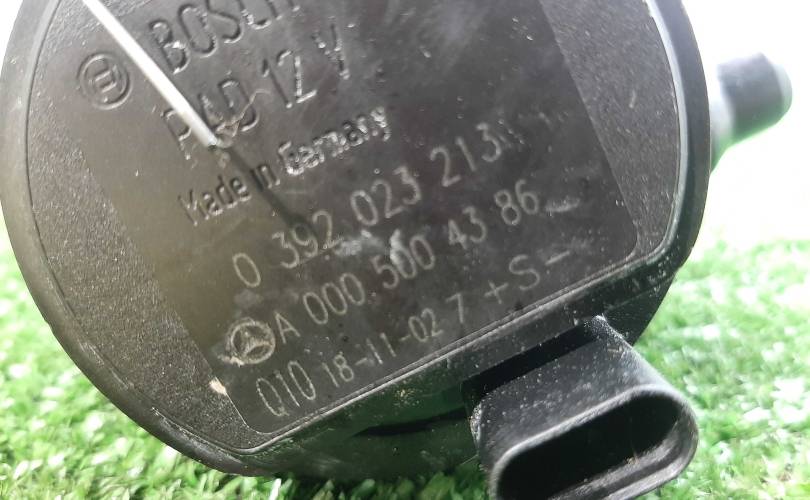 BOSCH
PAD 12 V
Made in Germany
0 392 023 213
A 000 500 43 86
Q10 18-11-02 7 + S -